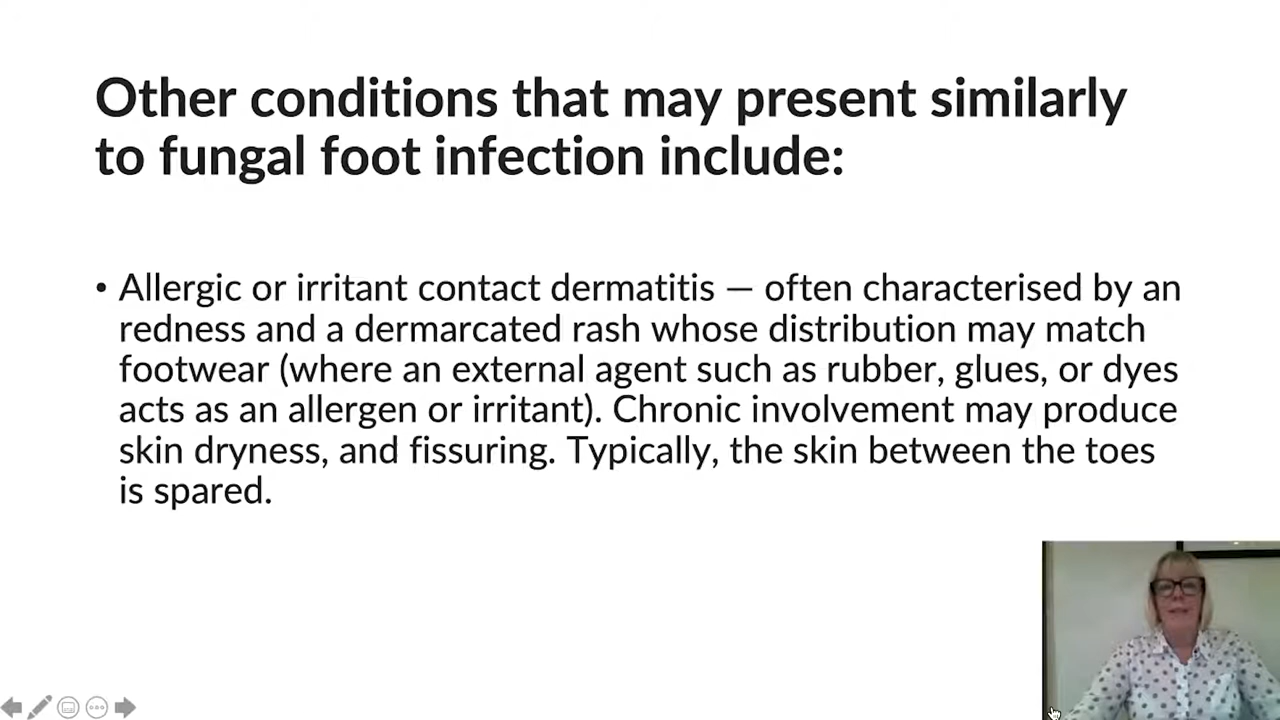 Other conditions that may present similarly
to fungal foot infection include:
• Allergic or irritant contact dermatitis — often characterised by an
redness and a dermarcated rash whose distribution may match
footwear (where an external agent such as rubber, glues, or dyes
acts as an allergen or irritant). Chronic involvement may produce
skin dryness, and fissuring. Typically, the skin between the toes
is spared.